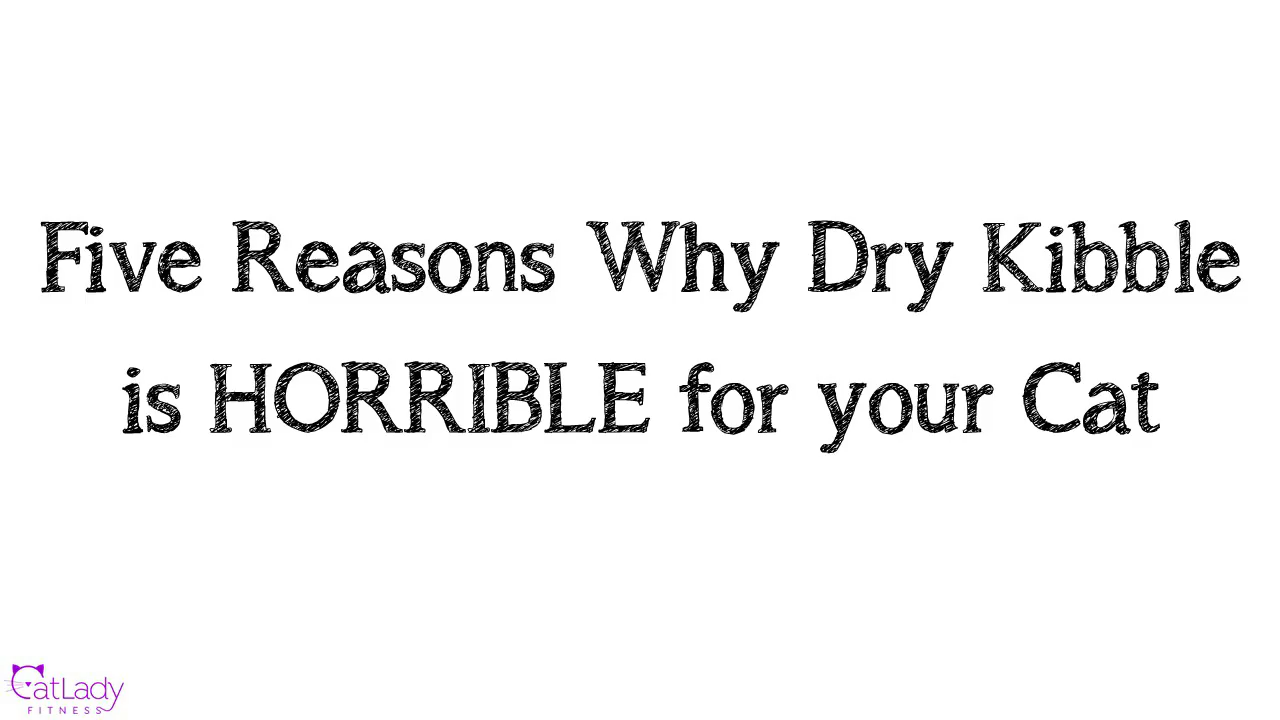 Five Reasons Why Dry Kibble
is HORRIBLE for your Cat
CatLady
FITNESS